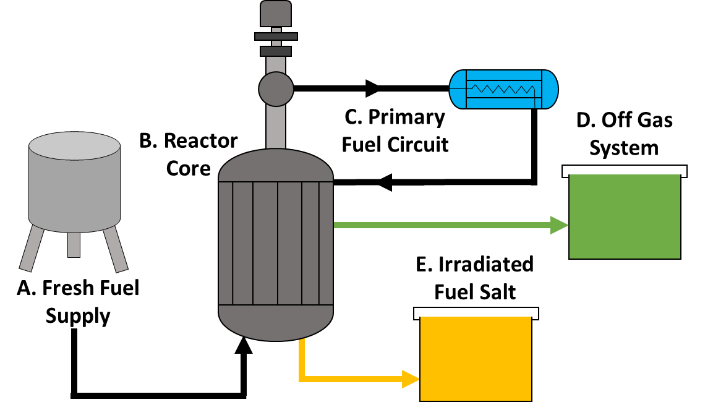 B. Reactor
Core
C. Primary
Fuel Circuit
D. Off Gas
System
A. Fresh Fuel
Supply
E. Irradiated
Fuel Salt